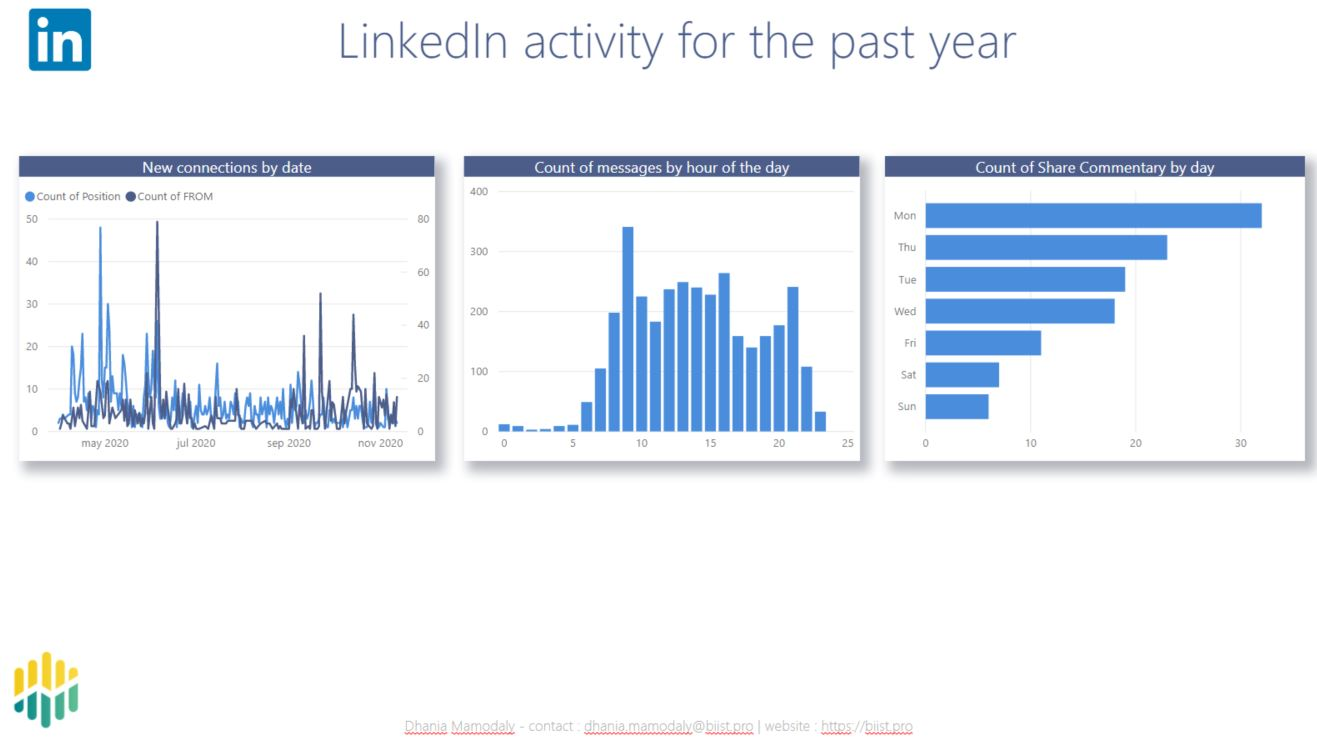 in
LinkedIn activity for the past year
New connections by date
Count of Position Count of FROM
50
40
30
20
10
0
80
60
40
20
0
may 2020 jul 2020 sep 2020 nov 2020
Count of messages by hour of the day
400
300
200
100
0
0 5 10 15 20 25
Count of Share Commentary by day
Mon
Thu
Tue
Wed
Fri
Sat
Sun
0 10 20 30
Dhania Mamodaly - contact : dhania.mamodaly@biist.pro | website : https://biist.pro